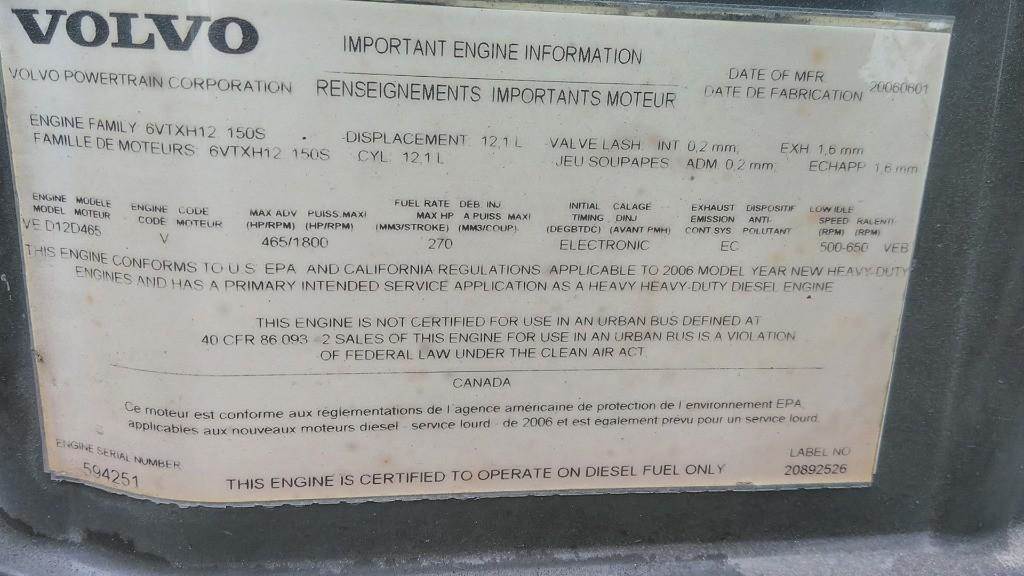 VOLVO
IMPORTANT ENGINE INFORMATION
VOLVO POWERTRAIN CORPORATION
RENSEIGNEMENTS IMPORTANTS MOTEUR
DATE OF MFR
DATE DE FABRICATION 20060601
ENGINE FAMILY 6VTXH12 150S DISPLACEMENT 12,1 L VALVE LASH INT 0,2 mm, EXH 1,6 mm
FAMILLE DE MOTEURS: 6VTXH12 150S CYL: 12,1 L JEU SOUPAPES ADM 0,2 mm, ECHAPP 1,6 mm
ENGINE MODELE ENGINE CODE MAX ADV PUISS.MAXI FUEL RATE DEB INJ INITIAL CALAGE EXHAUST DISPOSITIF LOW IDLE
MODEL MOTEUR CODE MOTEUR (HP/RPM) (HP/RPM) MAX HP A PUISS MAXI TIMING DINJ EMISSION ANTI- SPEED RALENTI
(MM3/STROKE) (MM3/COUP) (DEGBTDC) (AVANT PMH) CONT SYS POLLUTANT (RPM) (RPM)
VE D12D465 V 465/1800 270 ELECTRONIC EC 500-650 VEB
THIS ENGINE CONFORMS TO U.S EPA AND CALIFORNIA REGULATIONS APPLICABLE TO 2006 MODEL YEAR NEW HEAVY-DUTY
ENGINES AND HAS A PRIMARY INTENDED SERVICE APPLICATION AS A HEAVY HEAVY-DUTY DIESEL ENGINE
THIS ENGINE IS NOT CERTIFIED FOR USE IN AN URBAN BUS DEFINED AT
40 CFR 86 093 - 2 SALES OF THIS ENGINE FOR USE IN AN URBAN BUS IS A VIOLATION
OF FEDERAL LAW UNDER THE CLEAN AIR ACT.
CANADA
Ce moteur est conforme aux réglementations de l'agence américaine de protection de l environnement EPA
applicables aux nouveaux moteurs diesel - service lourd - de 2006 et est également prévu pour un service lourd.
ENGINE SERIAL NUMBER
594251
THIS ENGINE IS CERTIFIED TO OPERATE ON DIESEL FUEL ONLY
LABEL NO
20892526